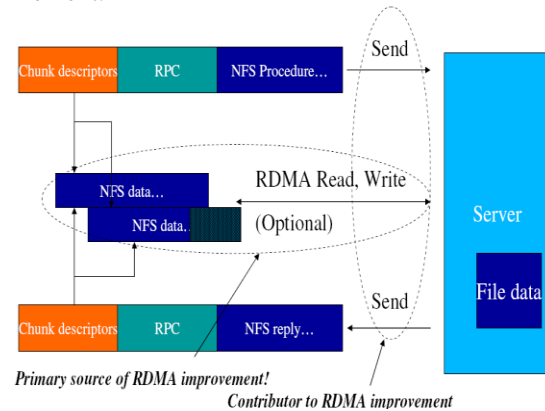 Send
Chunk descriptors RPC NFS Procedure…
NFS data…
RDMA Read, Write
NFS data…
(Optional)
Server
File data
Send
Chunk descriptors RPC NFS reply…
Primary source of RDMA improvement!
Contributor to RDMA improvement